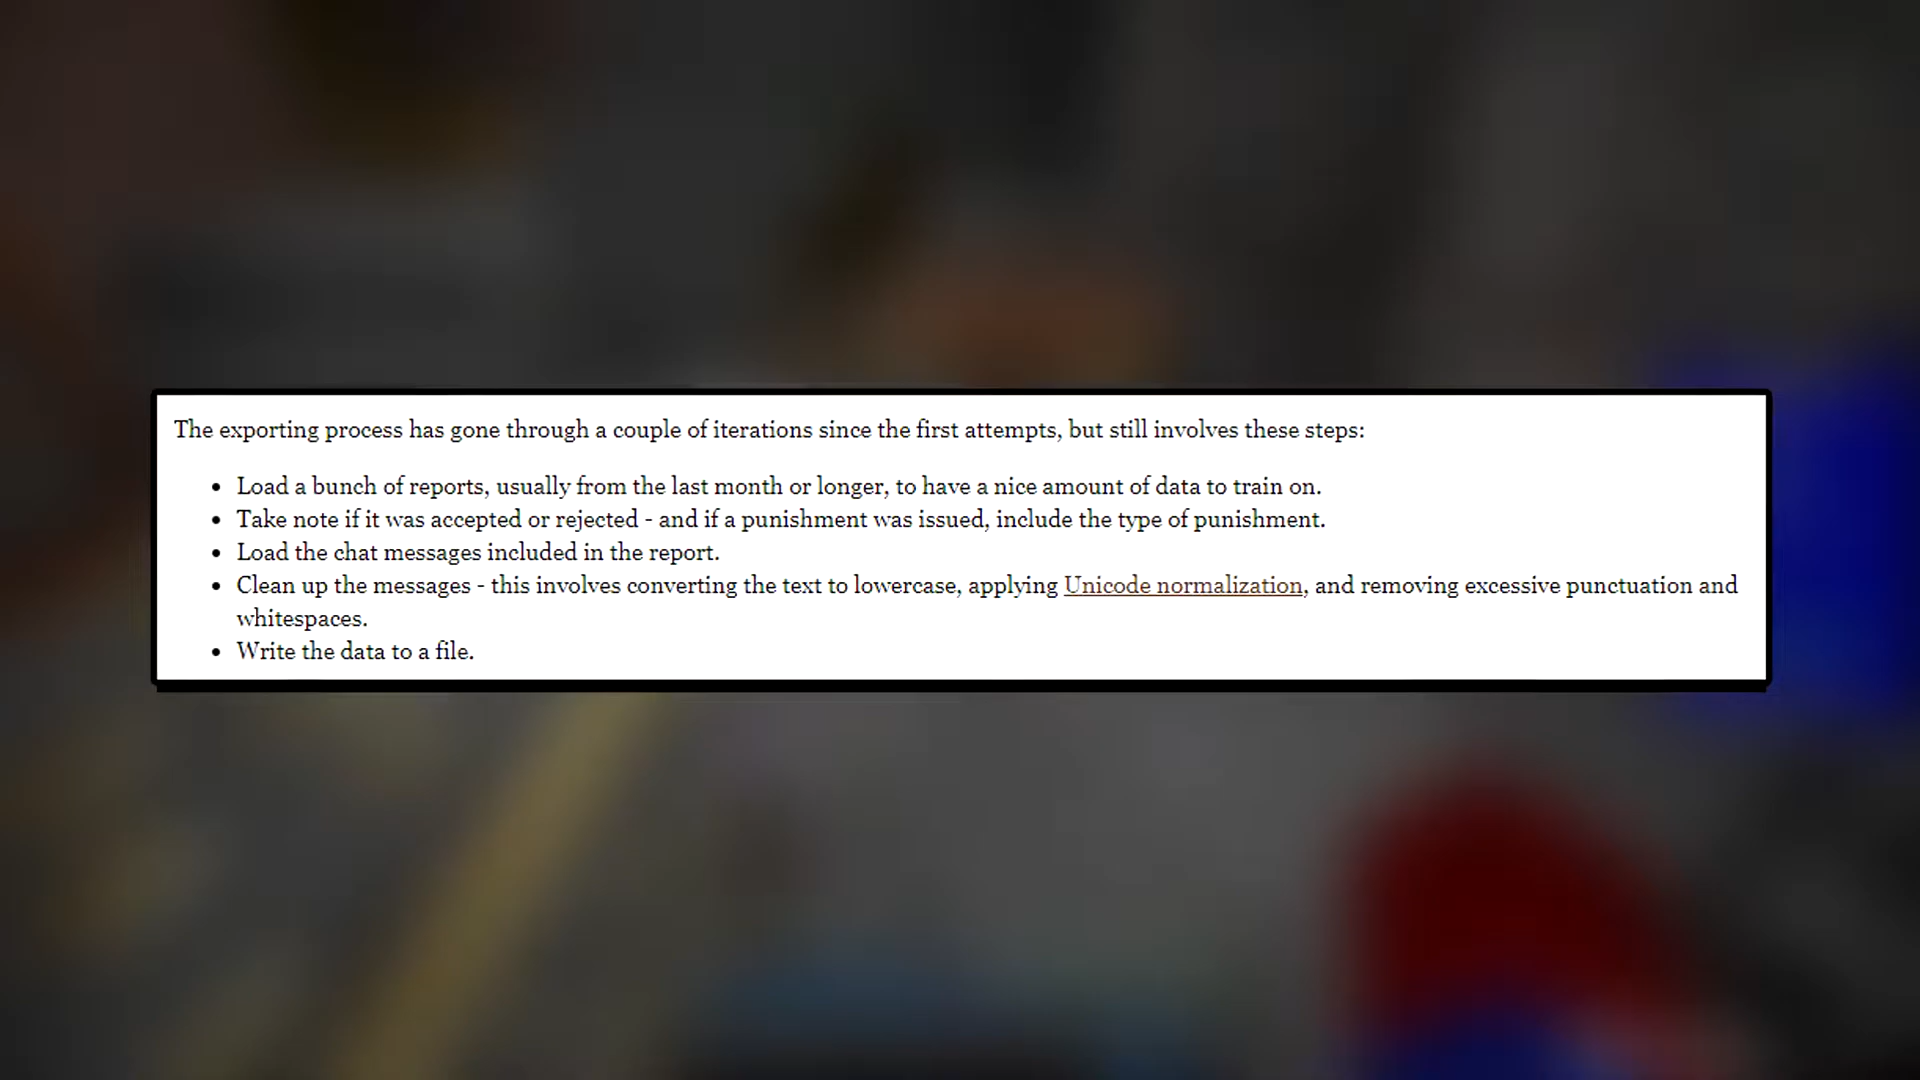 The exporting process has gone through a couple of iterations since the first attempts, but still involves these steps:
• Load a bunch of reports, usually from the last month or longer, to have a nice amount of data to train on.
• Take note if it was accepted or rejected - and if a punishment was issued, include the type of punishment.
• Load the chat messages included in the report.
• Clean up the messages - this involves converting the text to lowercase, applying Unicode normalization, and removing excessive punctuation and
whitespaces.
• Write the data to a file.